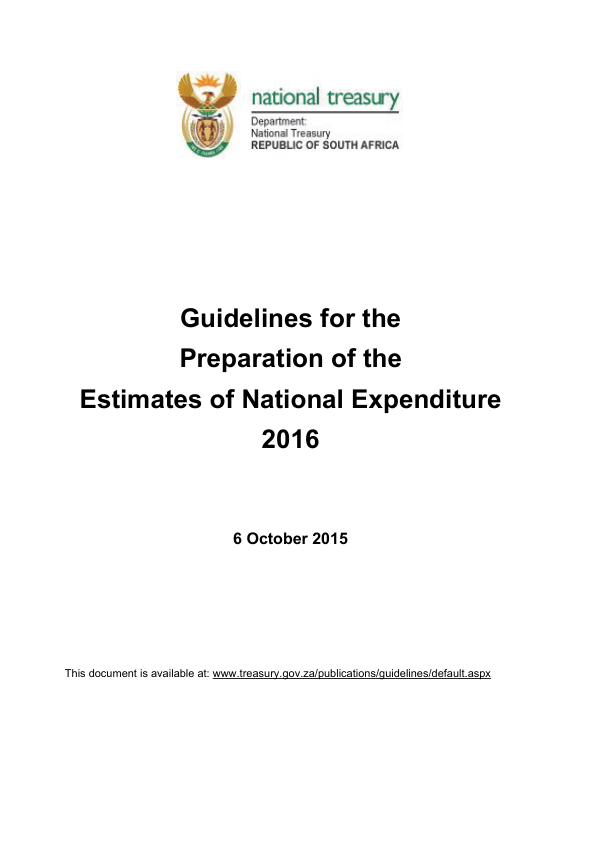 national treasury
Department:
National Treasury
REPUBLIC OF SOUTH AFRICA
Guidelines for the
Preparation of the
Estimates of National Expenditure
2016
6 October 2015
This document is available at: www.treasury.gov.za/publications/guidelines/default.aspx